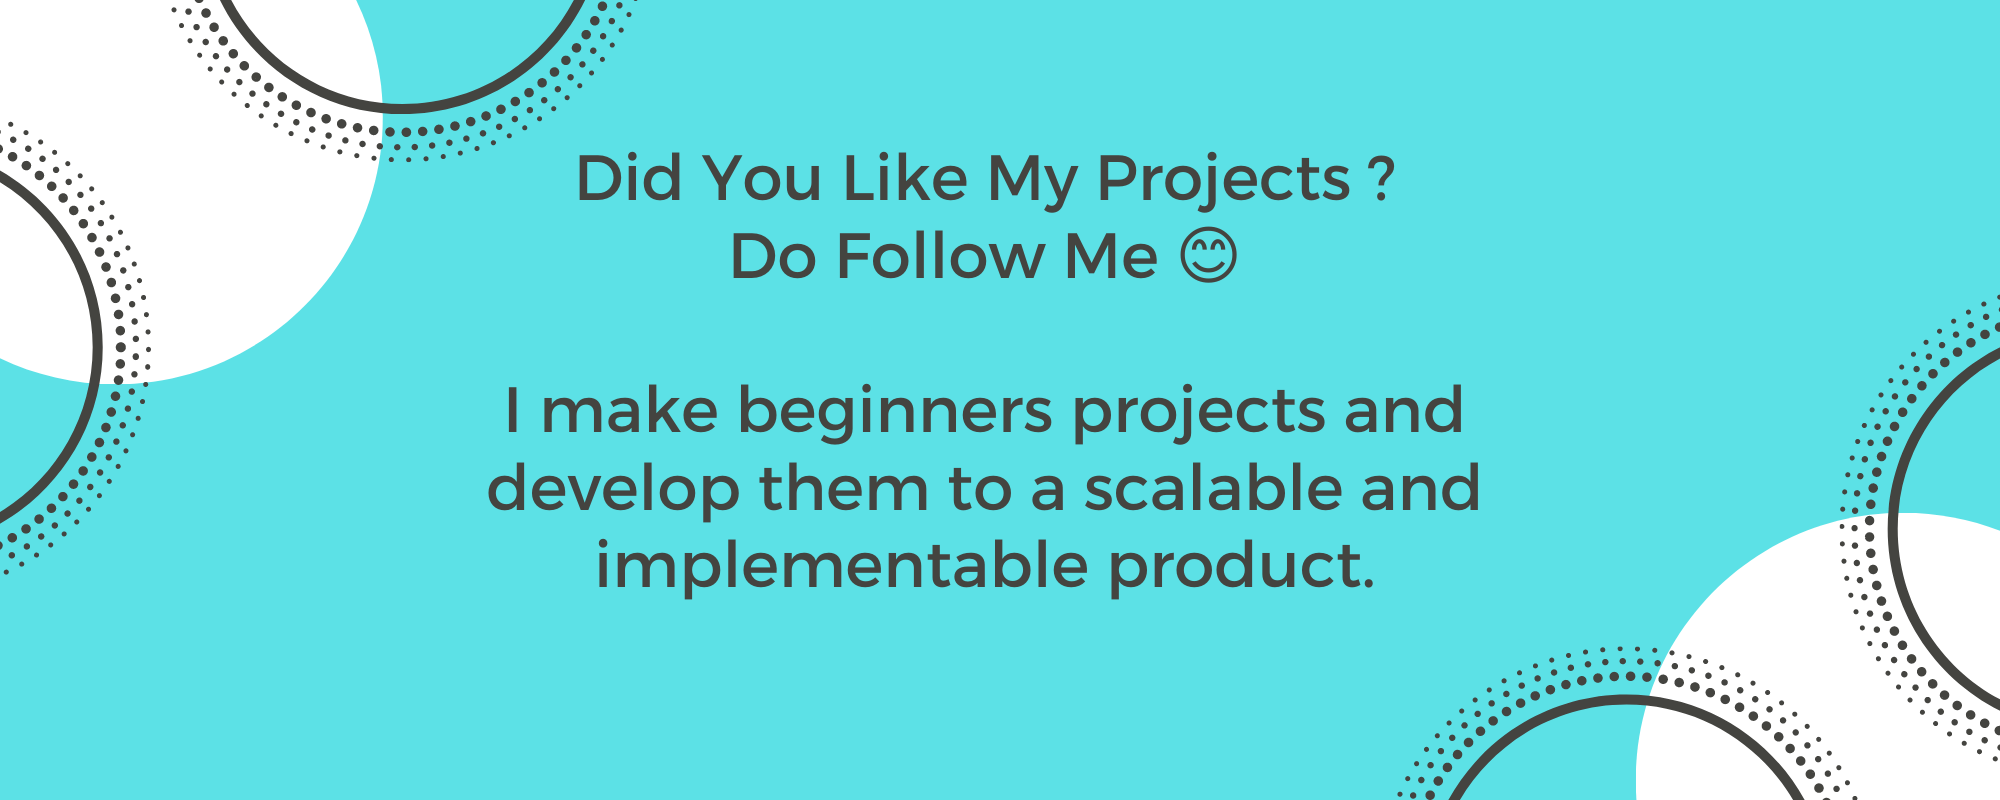 Did You Like My Projects ?
Do Follow Me 😊
I make beginners projects and
develop them to a scalable and
implementable product.